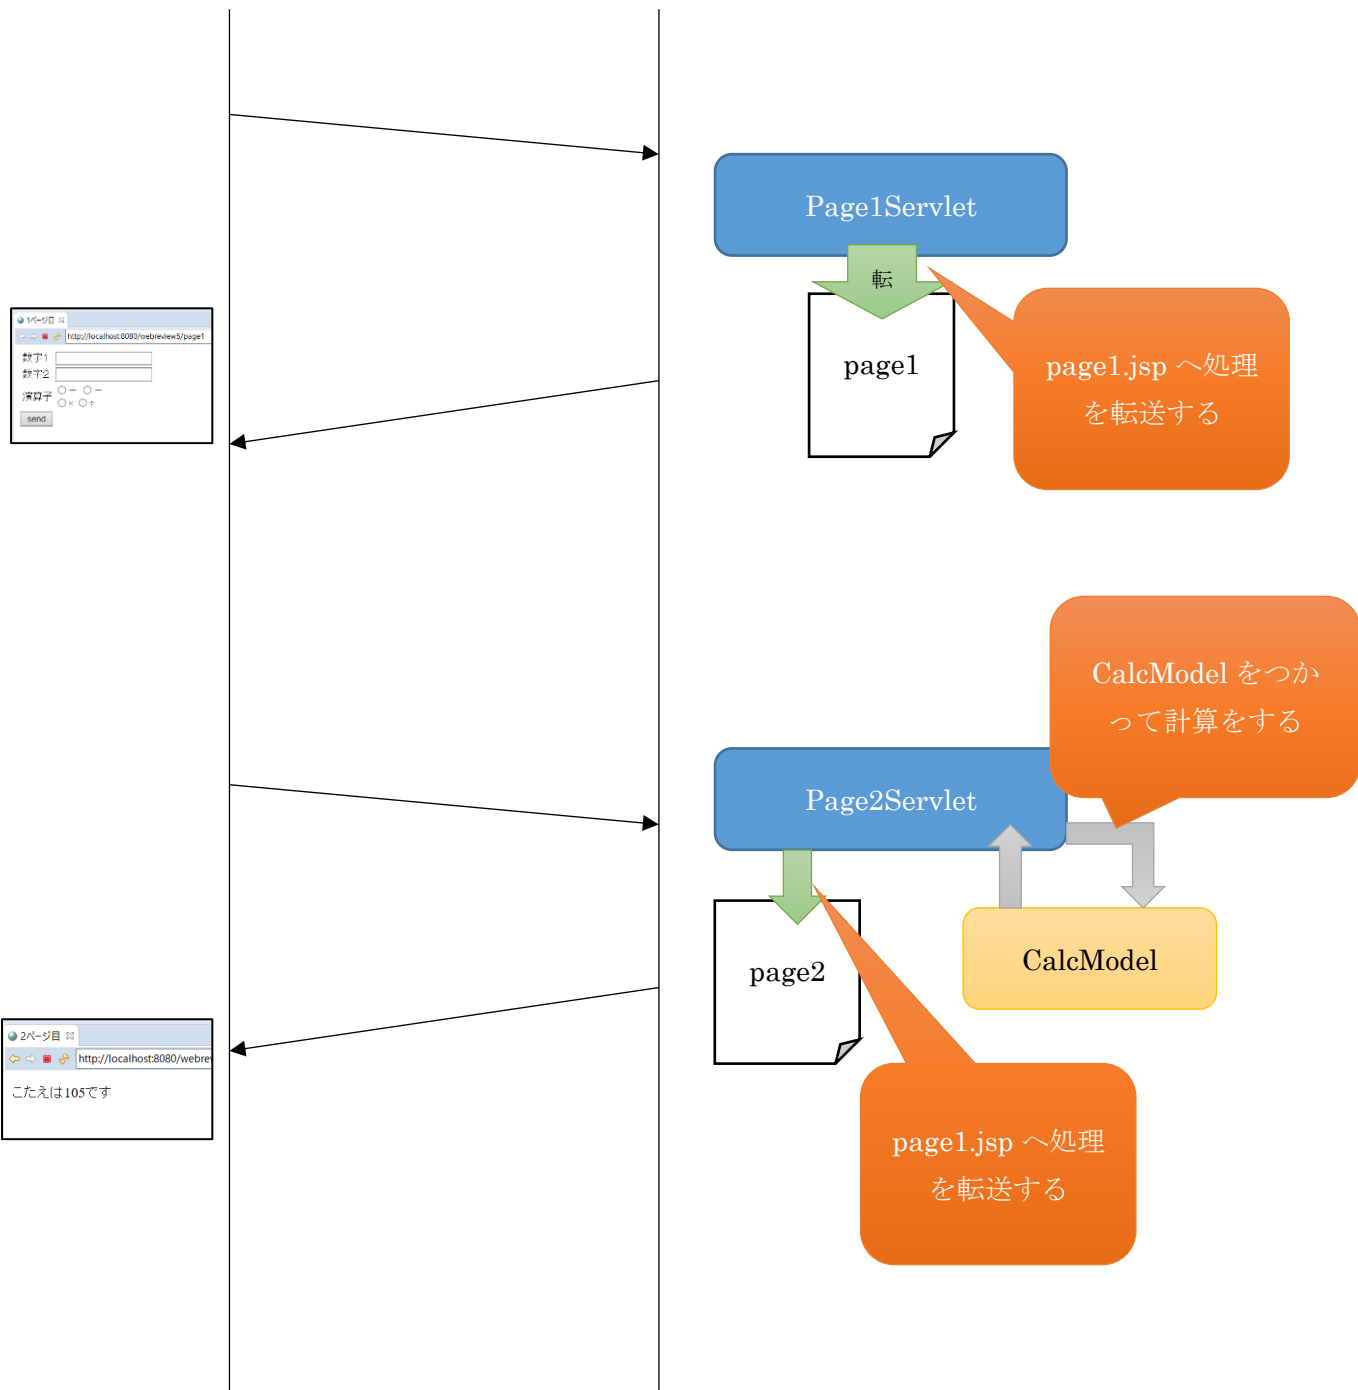 Page1Servlet
転
page1
page1.jsp へ処理
を転送する
1ページ目
http://localhost:8080/webreview5/page1
数字1
数字2
演算子 ＋ －
× ÷
send
CalcModel をつか
って計算をする
Page2Servlet
CalcModel
page2
page1.jsp へ処理
を転送する
2ページ目
http://localhost:8080/webre
こたえは105です